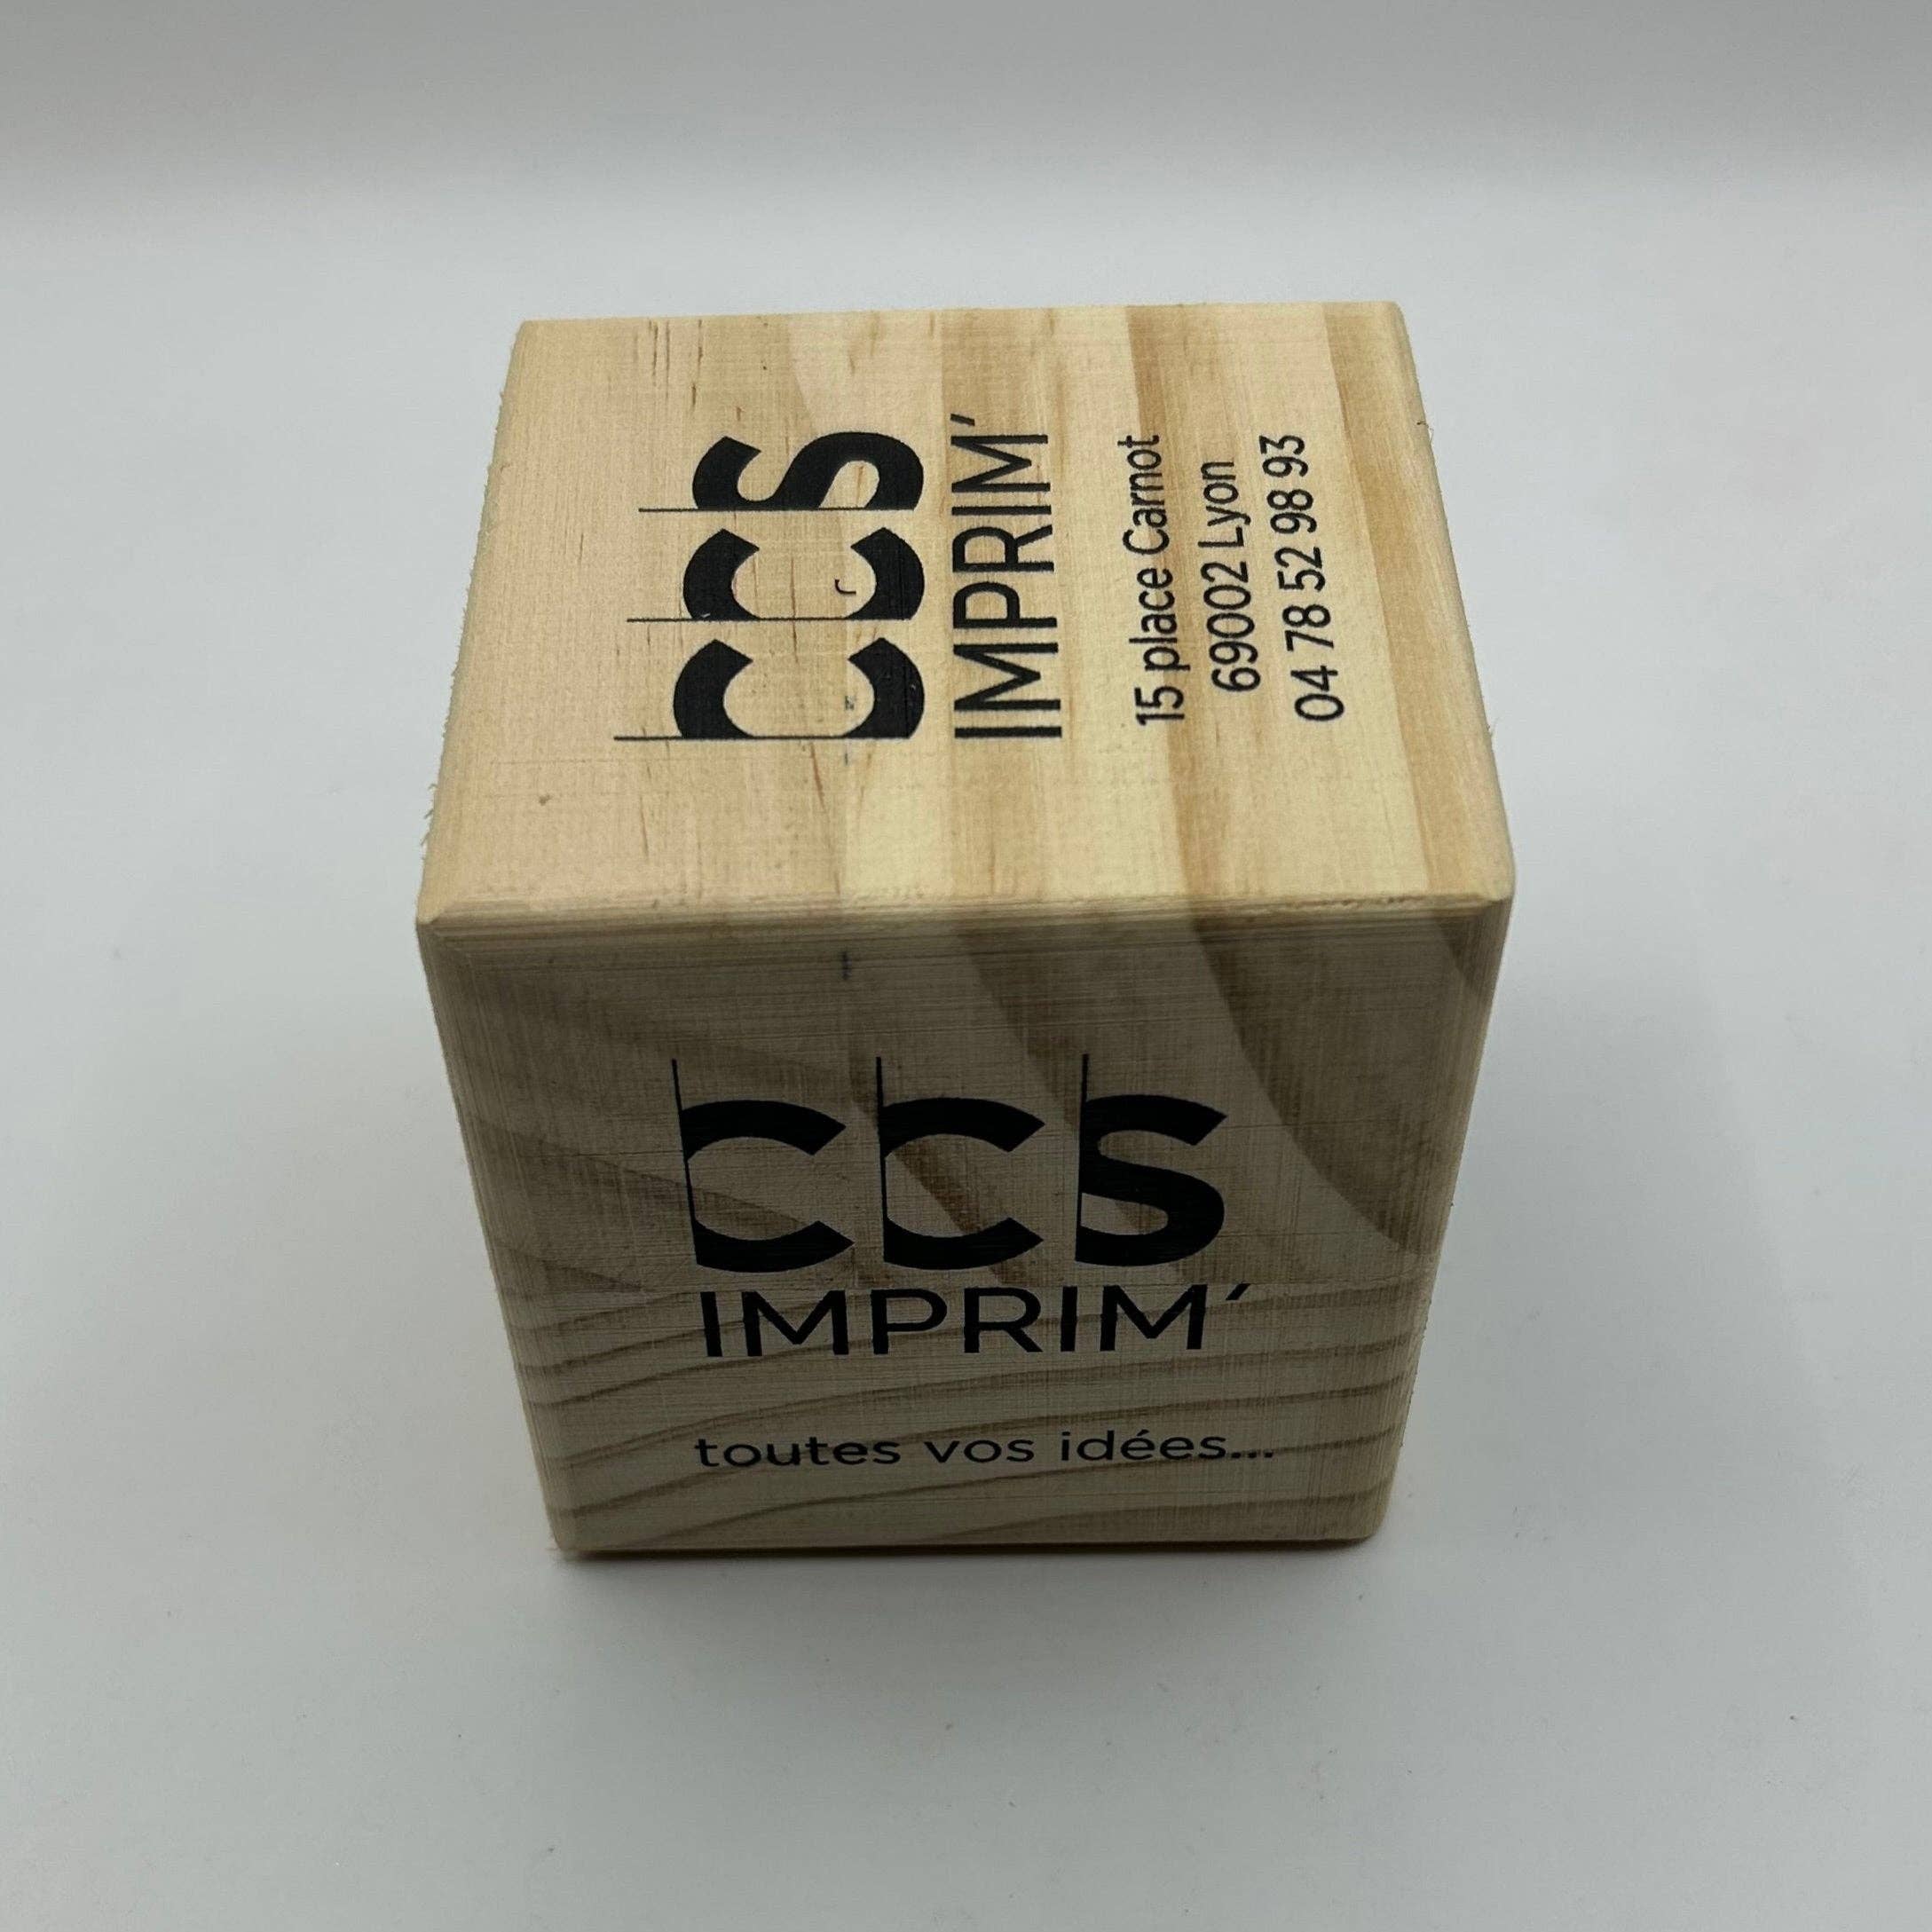 CCS
IMPRIM'
15 place Carnot
69002 Lyon
04 78 52 98 93
CCS
IMPRIM'
toutes vos idées...